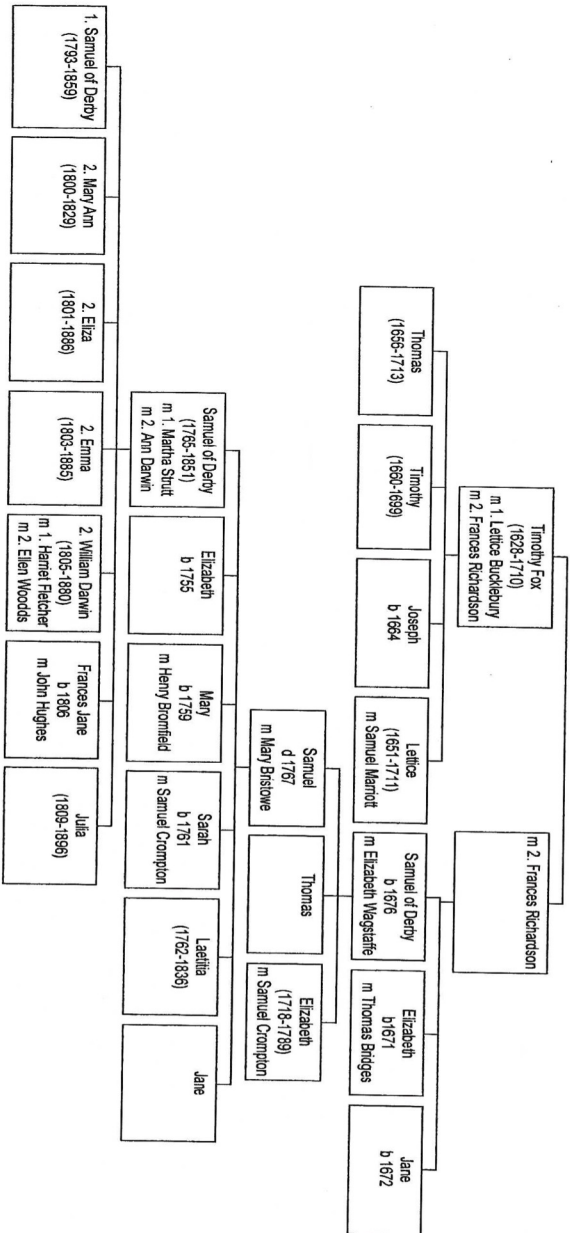 Timothy Fox
(1628-1710)
m 1. Lettice Bucklebury
m 2. Frances Richardson
m 2. Frances Richardson
Thomas
(1656-1713)
Timothy
(1660-1699)
Joseph
b 1664
Lettice
(1651-1711)
m Samuel Marriott
Samuel of Derby
b 1676
m Elizabeth Wagstaffe
Elizabeth
b1671
m Thomas Bridges
Jane
b 1672
Samuel
d 1767
m Mary Bristowe
Thomas
Elizabeth
(1718-1789)
m Samuel Crompton
Samuel of Derby
(1765-1851)
m 1. Martha Strutt
m 2. Ann Darwin
Elizabeth
b 1755
Mary
b 1759
m Henry Bromfield
Sarah
b 1761
m Samuel Crompton
Laetitia
(1762-1836)
Jane
1. Samuel of Derby
(1793-1859)
2. Mary Ann
(1800-1829)
2. Eliza
(1801-1886)
2. Emma
(1803-1885)
2. William Darwin
(1805-1880)
m 1. Harriet Fletcher
m 2. Ellen Woodds
Frances Jane
b 1806
m John Hughes
Julia
(1809-1896)